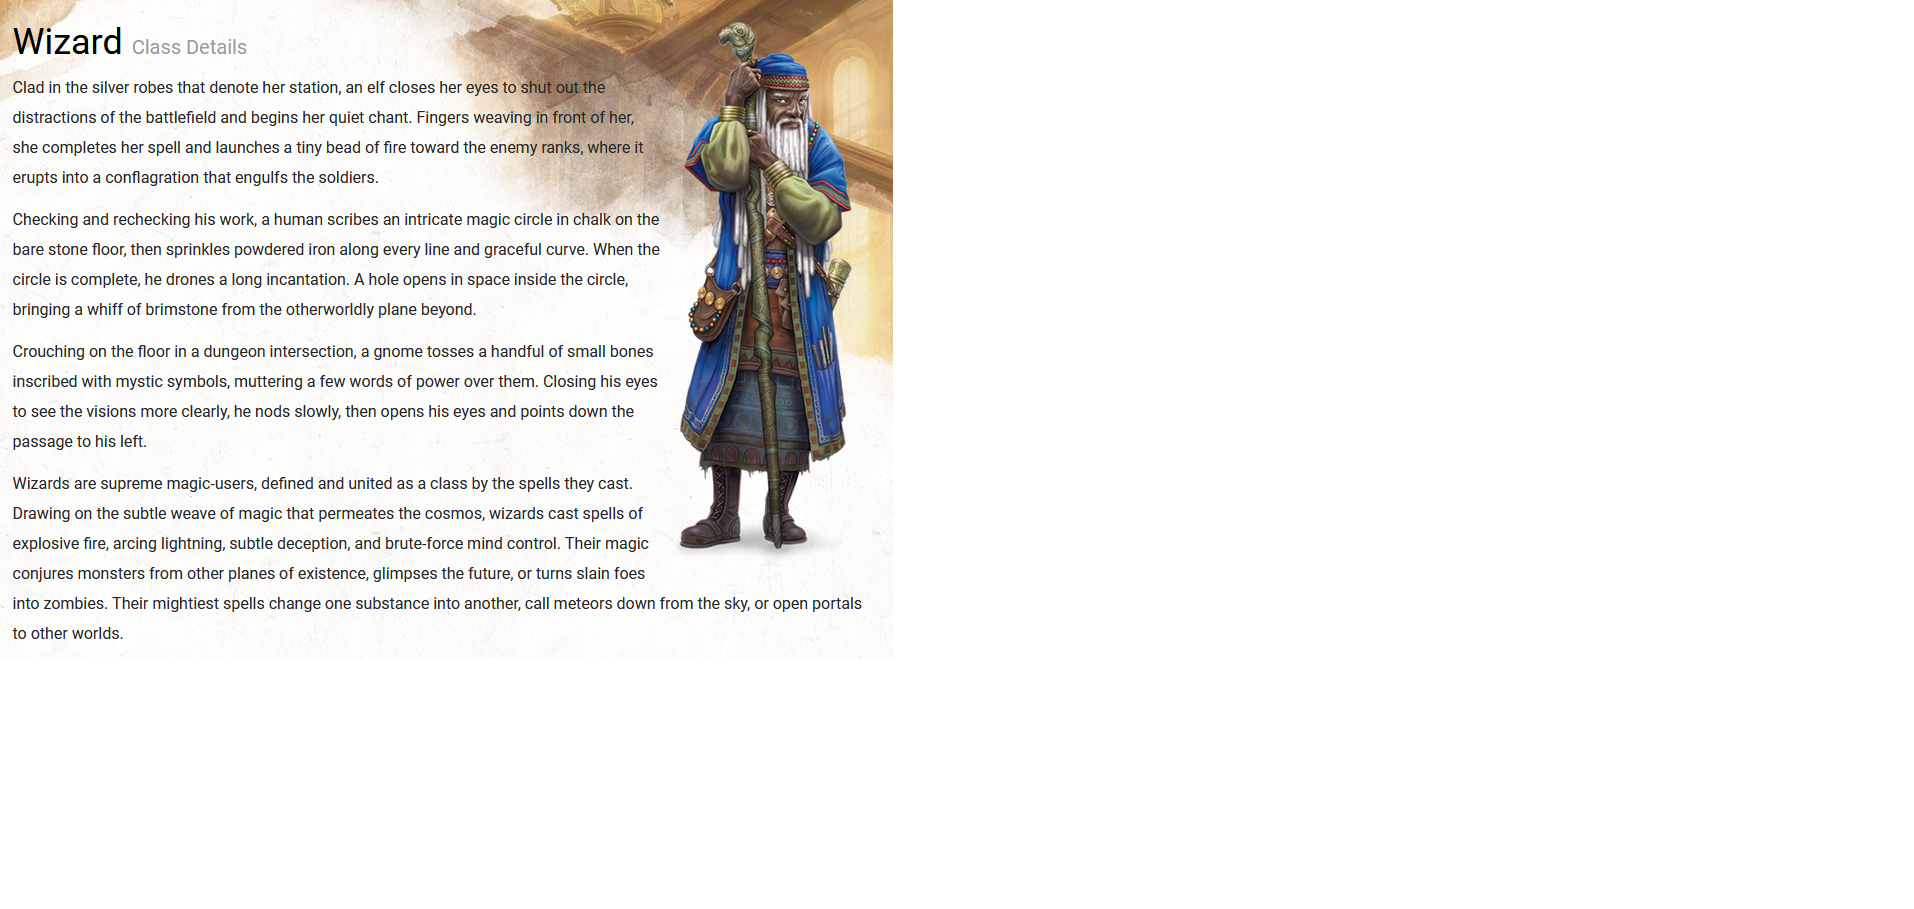 Wizard Class Details
Clad in the silver robes that denote her station, an elf closes her eyes to shut out the
distractions of the battlefield and begins her quiet chant. Fingers weaving in front of her,
she completes her spell and launches a tiny bead of fire toward the enemy ranks, where it
erupts into a conflagration that engulfs the soldiers.
Checking and rechecking his work, a human scribes an intricate magic circle in chalk on the
bare stone floor, then sprinkles powdered iron along every line and graceful curve. When the
circle is complete, he drones a long incantation. A hole opens in space inside the circle,
bringing a whiff of brimstone from the otherworldly plane beyond.
Crouching on the floor in a dungeon intersection, a gnome tosses a handful of small bones
inscribed with mystic symbols, muttering a few words of power over them. Closing his eyes
to see the visions more clearly, he nods slowly, then opens his eyes and points down the
passage to his left.
Wizards are supreme magic-users, defined and united as a class by the spells they cast.
Drawing on the subtle weave of magic that permeates the cosmos, wizards cast spells of
explosive fire, arcing lightning, subtle deception, and brute-force mind control. Their magic
conjures monsters from other planes of existence, glimpses the future, or turns slain foes
into zombies. Their mightiest spells change one substance into another, call meteors down from the sky, or open portals
to other worlds.